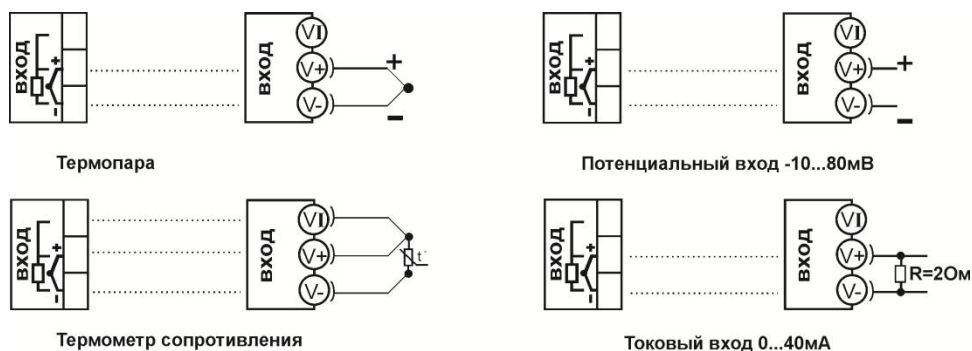 ВХОД
+
-
ВХОД
VI
V+
V-
+
-
Термопара
ВХОД
+
-
ВХОД
VI
V+
V-
+
-
Потенциальный вход -10...80мВ
ВХОД
+
-
ВХОД
VI
V+
V-
t°
Термометр сопротивления
ВХОД
+
-
ВХОД
VI
V+
V-
R=2Ом
Токовый вход 0...40мА